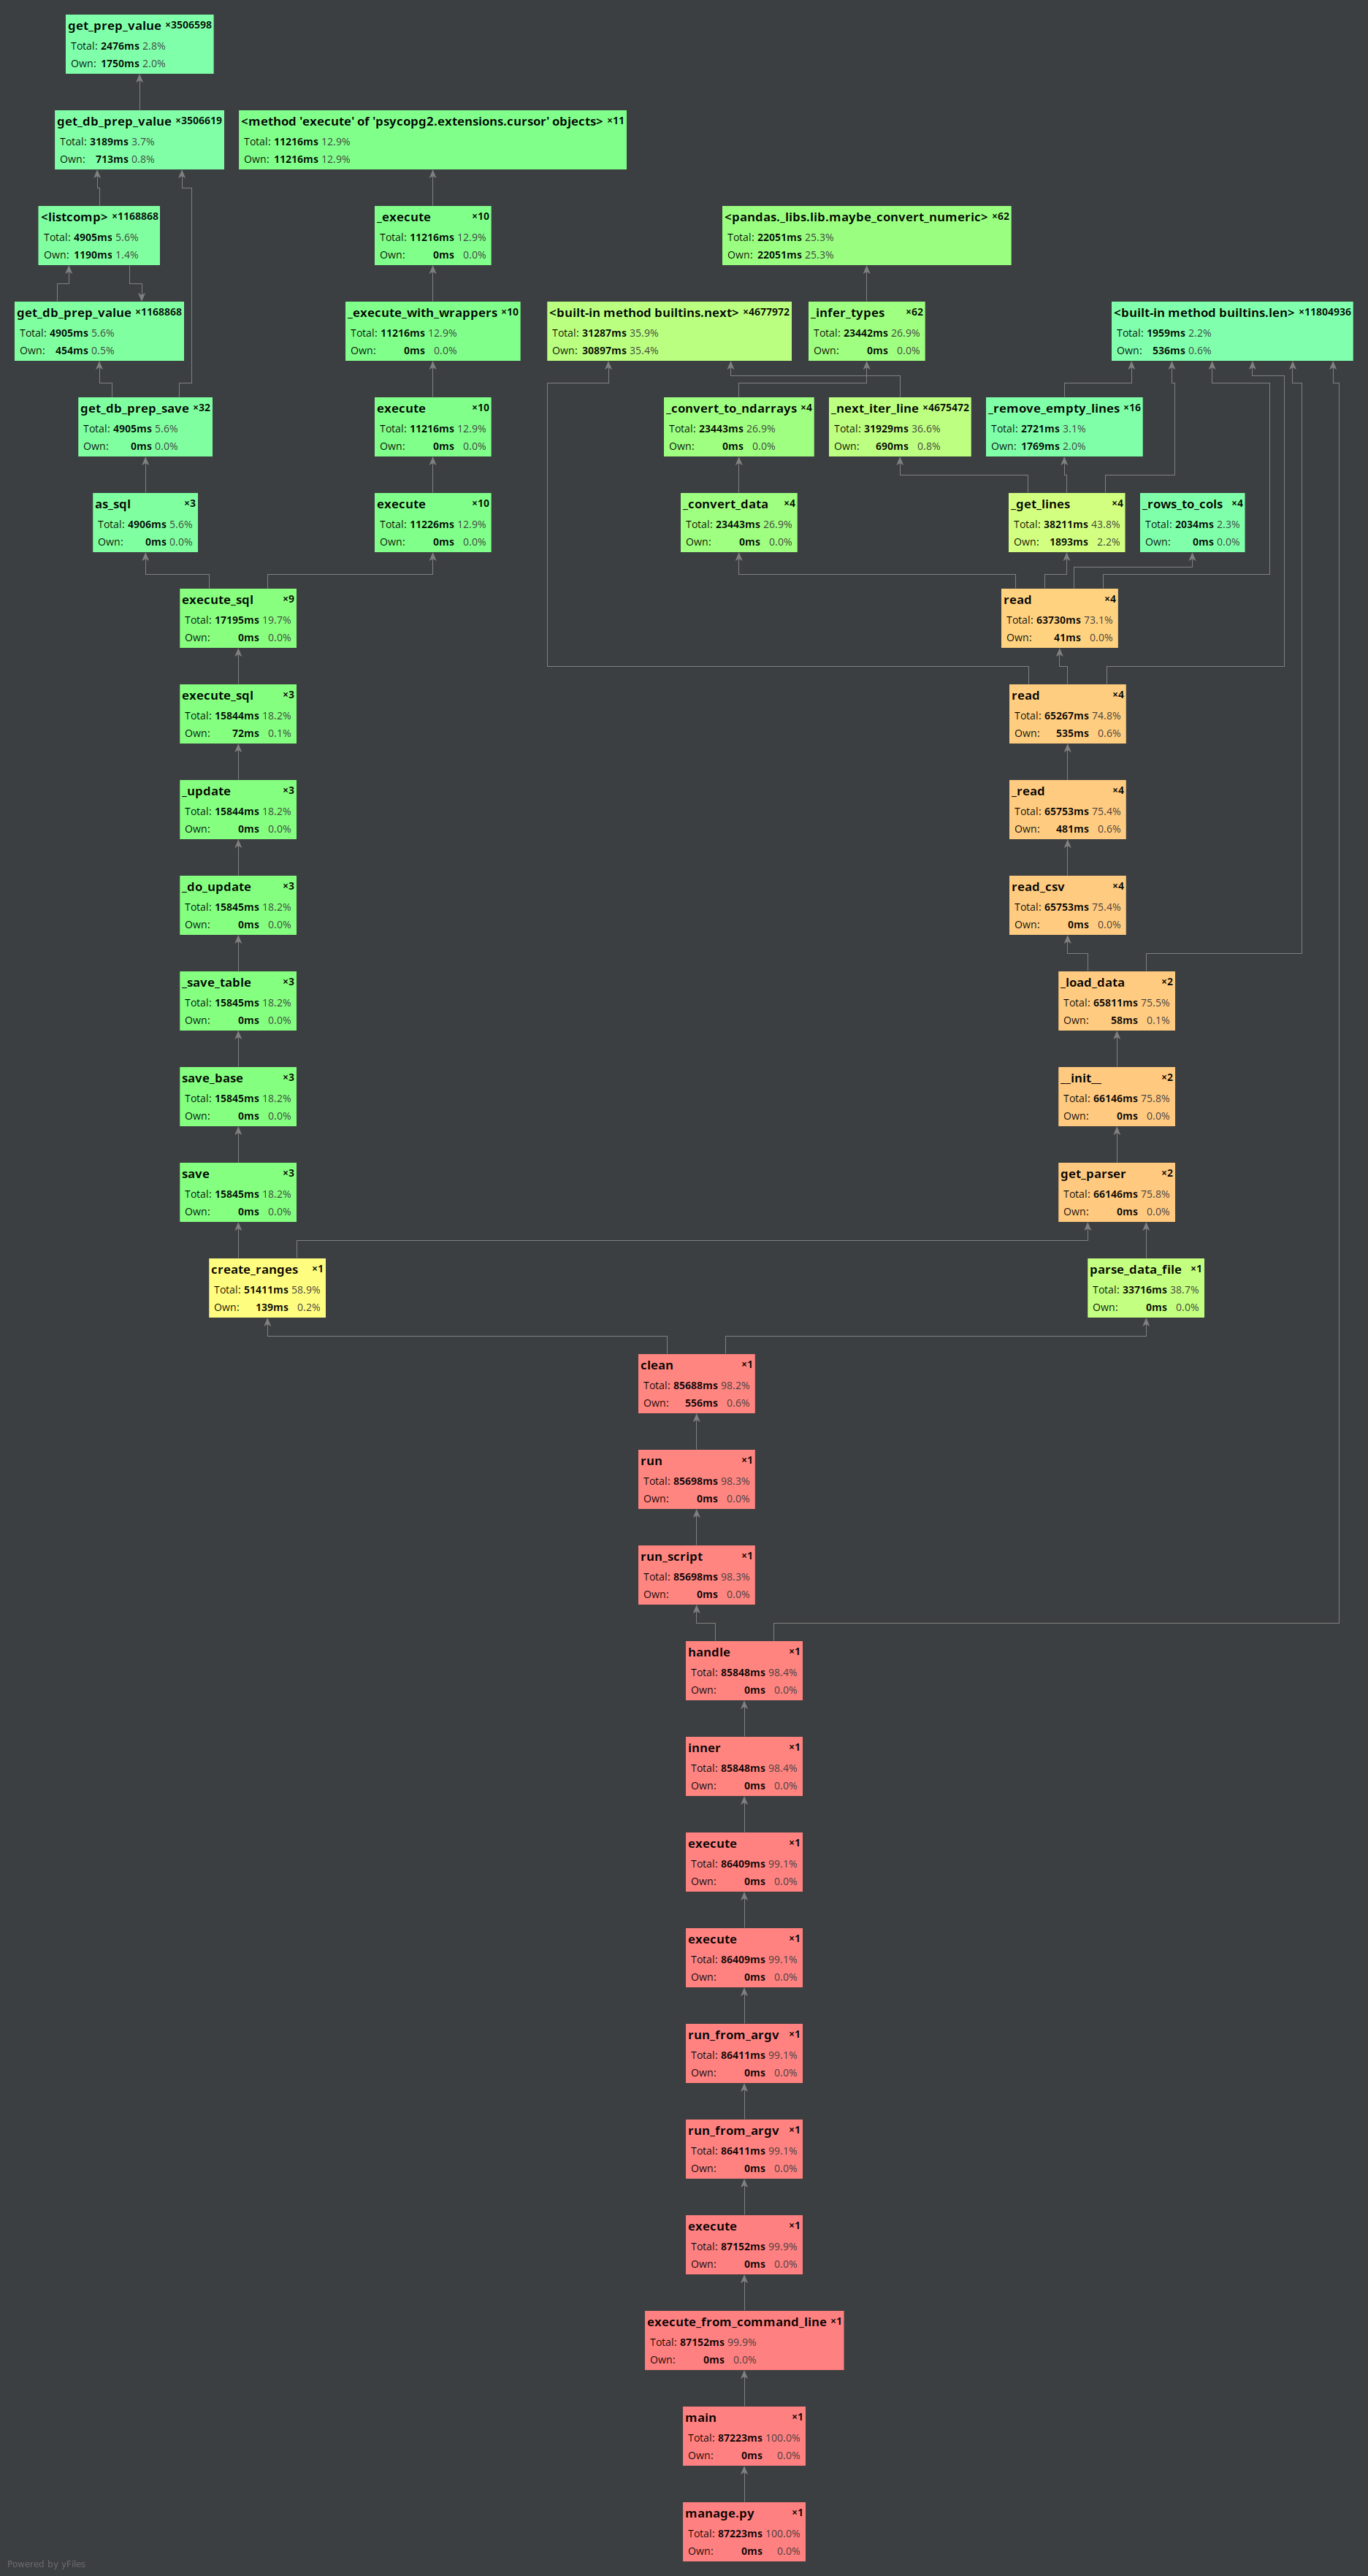 get_prep_value ×3506598
Total: 2476ms 2.8%
Own: 1750ms 2.0%
get_db_prep_value ×3506619
Total: 3189ms 3.7%
Own: 713ms 0.8%
<method 'execute' of 'psycopg2.extensions.cursor' objects> ×11
Total: 11216ms 12.9%
Own: 11216ms 12.9%
<listcomp> ×1168868
Total: 4905ms 5.6%
Own: 1190ms 1.4%
_execute ×10
Total: 11216ms 12.9%
Own: 0ms 0.0%
<pandas._libs.lib.maybe_convert_numeric> ×62
Total: 22051ms 25.3%
Own: 22051ms 25.3%
get_db_prep_value ×1168868
Total: 4905ms 5.6%
Own: 454ms 0.5%
_execute_with_wrappers ×10
Total: 11216ms 12.9%
Own: 0ms 0.0%
<built-in method builtins.next> ×4677972
Total: 31287ms 35.9%
Own: 30897ms 35.4%
_infer_types ×62
Total: 23442ms 26.9%
Own: 0ms 0.0%
<built-in method builtins.len> ×11804936
Total: 1959ms 2.2%
Own: 536ms 0.6%
get_db_prep_save ×32
Total: 4905ms 5.6%
Own: 0ms 0.0%
execute ×10
Total: 11216ms 12.9%
Own: 0ms 0.0%
_convert_to_ndarrays ×4
Total: 23443ms 26.9%
Own: 0ms 0.0%
_next_iter_line ×4675472
Total: 31929ms 36.6%
Own: 690ms 0.8%
_remove_empty_lines ×16
Total: 2721ms 3.1%
Own: 1769ms 2.0%
as_sql ×3
Total: 4906ms 5.6%
Own: 0ms 0.0%
execute ×10
Total: 11226ms 12.9%
Own: 0ms 0.0%
_convert_data ×4
Total: 23443ms 26.9%
Own: 0ms 0.0%
_get_lines ×4
Total: 38211ms 43.8%
Own: 1893ms 2.2%
_rows_to_cols ×4
Total: 2034ms 2.3%
Own: 0ms 0.0%
execute_sql ×9
Total: 17195ms 19.7%
Own: 0ms 0.0%
read ×4
Total: 63730ms 73.1%
Own: 41ms 0.0%
execute_sql ×3
Total: 15844ms 18.2%
Own: 72ms 0.1%
read ×4
Total: 65267ms 74.8%
Own: 535ms 0.6%
_update ×3
Total: 15844ms 18.2%
Own: 0ms 0.0%
_read ×4
Total: 65753ms 75.4%
Own: 481ms 0.6%
_do_update ×3
Total: 15845ms 18.2%
Own: 0ms 0.0%
read_csv ×4
Total: 65753ms 75.4%
Own: 0ms 0.0%
_save_table ×3
Total: 15845ms 18.2%
Own: 0ms 0.0%
_load_data ×2
Total: 65811ms 75.5%
Own: 58ms 0.1%
save_base ×3
Total: 15845ms 18.2%
Own: 0ms 0.0%
__init__ ×2
Total: 66146ms 75.8%
Own: 0ms 0.0%
save ×3
Total: 15845ms 18.2%
Own: 0ms 0.0%
get_parser ×2
Total: 66146ms 75.8%
Own: 0ms 0.0%
create_ranges ×1
Total: 51411ms 58.9%
Own: 139ms 0.2%
parse_data_file ×1
Total: 33716ms 38.7%
Own: 0ms 0.0%
clean ×1
Total: 85688ms 98.2%
Own: 556ms 0.6%
run ×1
Total: 85698ms 98.3%
Own: 0ms 0.0%
run_script ×1
Total: 85698ms 98.3%
Own: 0ms 0.0%
handle ×1
Total: 85848ms 98.4%
Own: 0ms 0.0%
inner ×1
Total: 85848ms 98.4%
Own: 0ms 0.0%
execute ×1
Total: 86409ms 99.1%
Own: 0ms 0.0%
execute ×1
Total: 86409ms 99.1%
Own: 0ms 0.0%
run_from_argv ×1
Total: 86411ms 99.1%
Own: 0ms 0.0%
run_from_argv ×1
Total: 86411ms 99.1%
Own: 0ms 0.0%
execute ×1
Total: 87152ms 99.9%
Own: 0ms 0.0%
execute_from_command_line ×1
Total: 87152ms 99.9%
Own: 0ms 0.0%
main ×1
Total: 87223ms 100.0%
Own: 0ms 0.0%
manage.py ×1
Total: 87223ms 100.0%
Own: 0ms 0.0%
Powered by yFiles